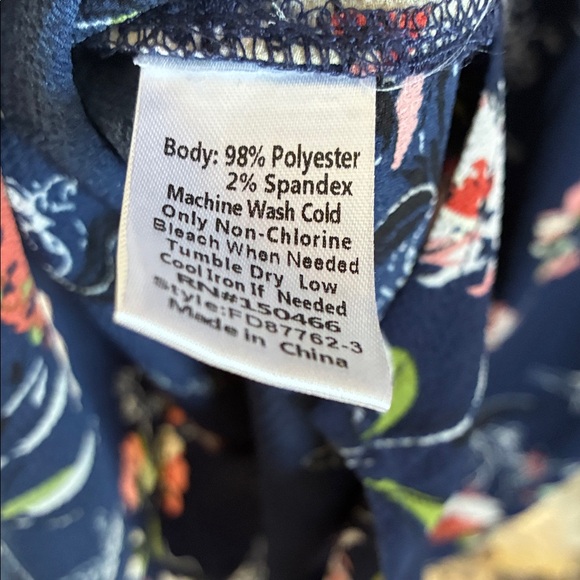 Body: 98% Polyester
2% Spandex
Machine Wash Cold
Only Non-Chlorine
Bleach When Needed
Tumble Dry Low
Cool Iron If Needed
RN#150466
Style:FD87762-3
Made in China